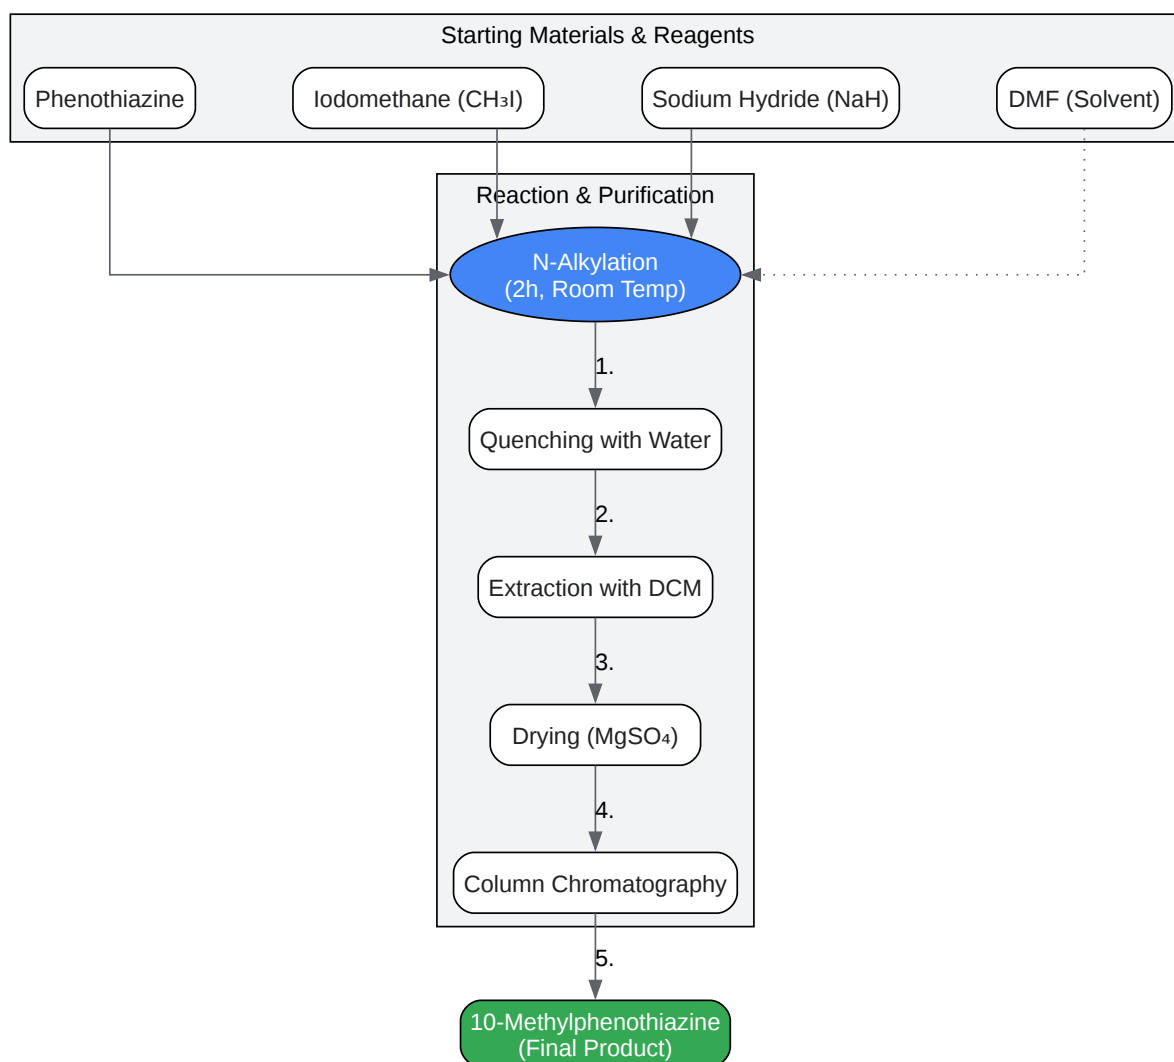 Starting Materials & Reagents
Phenothiazine
Iodomethane (CH₃I)
Sodium Hydride (NaH)
DMF (Solvent)
Reaction & Purification
N-Alkylation
(2h, Room Temp)
1.
Quenching with Water
2.
Extraction with DCM
3.
Drying (MgSO₄)
4.
Column Chromatography
5.
10-Methylphenothiazine
(Final Product)